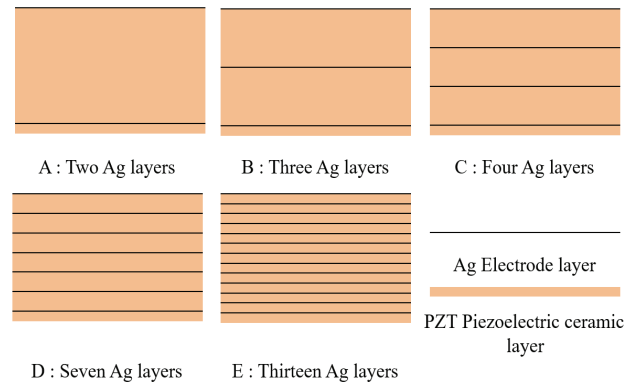 A : Two Ag layers
B : Three Ag layers
C : Four Ag layers
D : Seven Ag layers
E : Thirteen Ag layers
Ag Electrode layer
PZT Piezoelectric ceramic
layer